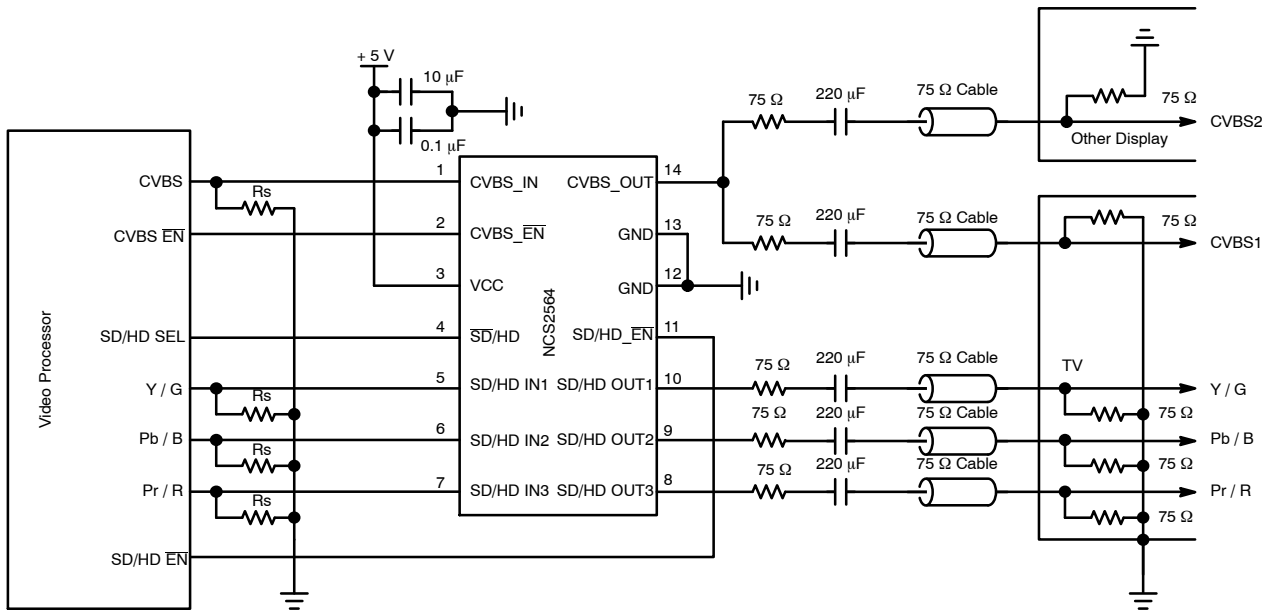 + 5 V
10 μF
0.1 μF
Video Processor
CVBS
Rs
CVBS E̅N̅
SD/HD SEL
Y / G
Rs
Pb / B
Rs
Pr / R
Rs
SD/HD E̅N̅
NCS2564
1
CVBS_IN
2
CVBS_E̅N̅
3
VCC
4
S̅D̅/HD
5
SD/HD IN1
6
SD/HD IN2
7
SD/HD IN3
CVBS_OUT
14
GND
13
GND
12
SD/HD_E̅N̅
11
SD/HD OUT1
10
SD/HD OUT2
9
SD/HD OUT3
8
75 Ω
220 μF
75 Ω Cable
75 Ω
Other Display
CVBS2
75 Ω
220 μF
75 Ω Cable
75 Ω
CVBS1
75 Ω
220 μF
75 Ω Cable
TV
Y / G
75 Ω
75 Ω
220 μF
75 Ω Cable
Pb / B
75 Ω
75 Ω
220 μF
75 Ω Cable
Pr / R
75 Ω